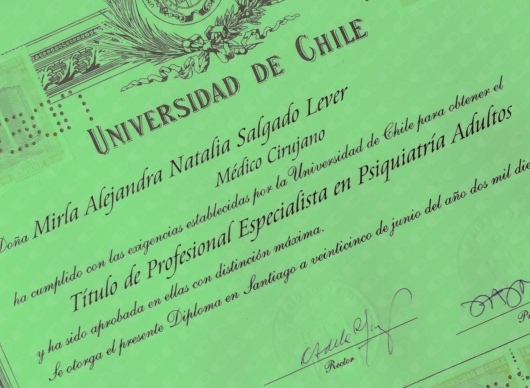 UNIVERSIDAD DE CHILE
Doña Mirla Alejandra Natalia Salgado Lever
Médico Cirujano
ha cumplido con las exigencias establecidas por la Universidad de Chile para obtener el
Título de Profesional Especialista en Psiquiatría Adultos
y ha sido aprobada en ellas con distinción máxima.
Se otorga el presente Diploma en Santiago a veinticinco de junio del año dos mil die
Rector